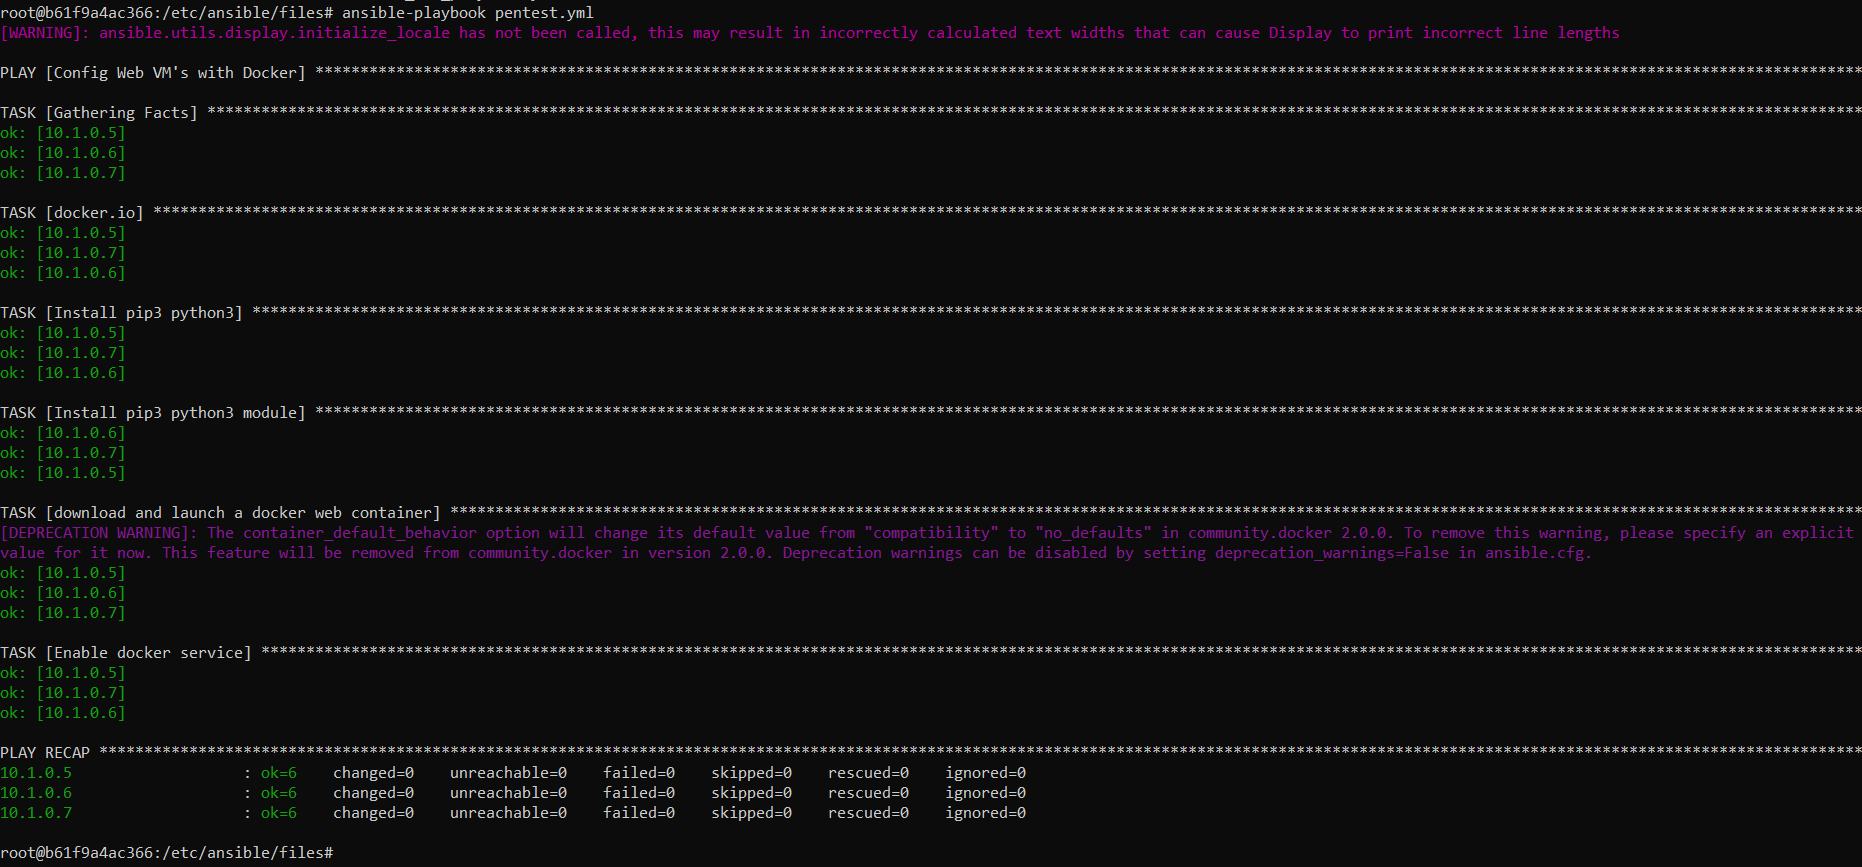 root@b61f9a4ac366:/etc/ansible/files# ansible-playbook pentest.yml
[WARNING]: ansible.utils.display.initialize_locale has not been called, this may result in incorrectly calculated text widths that can cause Display to print incorrect line lengths
PLAY [Config Web VM's with Docker] ****************************************************************************************************************************************************************************
TASK [Gathering Facts] ****************************************************************************************************************************************************************************************
ok: [10.1.0.5]
ok: [10.1.0.6]
ok: [10.1.0.7]
TASK [docker.io] **********************************************************************************************************************************************************************************************
ok: [10.1.0.5]
ok: [10.1.0.7]
ok: [10.1.0.6]
TASK [Install pip3 python3] ***********************************************************************************************************************************************************************************
ok: [10.1.0.5]
ok: [10.1.0.7]
ok: [10.1.0.6]
TASK [Install pip3 python3 module] ****************************************************************************************************************************************************************************
ok: [10.1.0.6]
ok: [10.1.0.7]
ok: [10.1.0.5]
TASK [download and launch a docker web container] *************************************************************************************************************************************************************
[DEPRECATION WARNING]: The container_default_behavior option will change its default value from "compatibility" to "no_defaults" in community.docker 2.0.0. To remove this warning, please specify an explicit
value for it now. This feature will be removed from community.docker in version 2.0.0. Deprecation warnings can be disabled by setting deprecation_warnings=False in ansible.cfg.
ok: [10.1.0.5]
ok: [10.1.0.6]
ok: [10.1.0.7]
TASK [Enable docker service] **********************************************************************************************************************************************************************************
ok: [10.1.0.5]
ok: [10.1.0.7]
ok: [10.1.0.6]
PLAY RECAP ****************************************************************************************************************************************************************************************************
10.1.0.5                   : ok=6    changed=0    unreachable=0    failed=0    skipped=0    rescued=0    ignored=0
10.1.0.6                   : ok=6    changed=0    unreachable=0    failed=0    skipped=0    rescued=0    ignored=0
10.1.0.7                   : ok=6    changed=0    unreachable=0    failed=0    skipped=0    rescued=0    ignored=0
root@b61f9a4ac366:/etc/ansible/files#